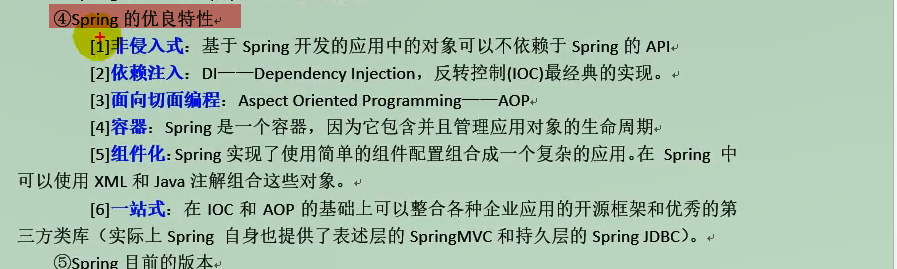 ④Spring 的优良特性
[1]非侵入式：基于 Spring 开发的应用中的对象可以不依赖于 Spring 的 API
[2]依赖注入：DI——Dependency Injection，反转控制(IOC)最经典的实现。
[3]面向切面编程：Aspect Oriented Programming——AOP
[4]容器：Spring 是一个容器，因为它包含并且管理应用对象的生命周期
[5]组件化：Spring 实现了使用简单的组件配置组合成一个复杂的应用。在 Spring 中
可以使用 XML 和 Java 注解组合这些对象。
[6]一站式：在 IOC 和 AOP 的基础上可以整合各种企业应用的开源框架和优秀的第
三方类库（实际上 Spring 自身也提供了表述层的 SpringMVC 和持久层的 Spring JDBC）。
⑤Spring 目前的版本